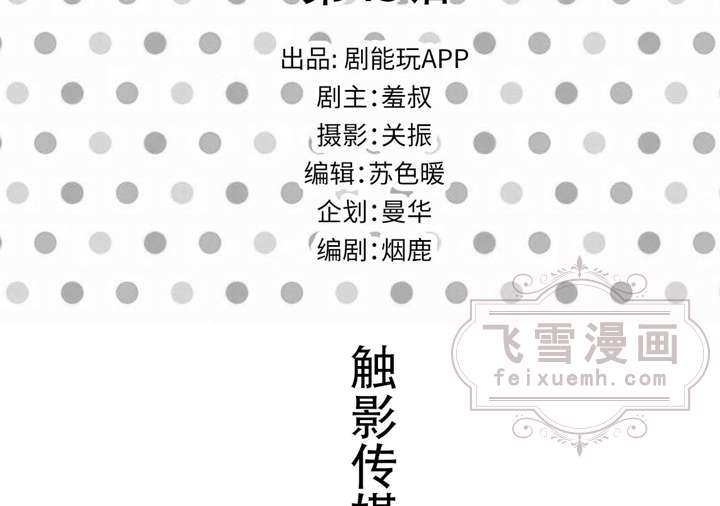 出品: 剧能玩APP
剧主:羞叔
摄影:关振
编辑:苏色暖
企划:曼华
编剧:烟鹿
飞雪漫画
feixuemh.com
触影传媒